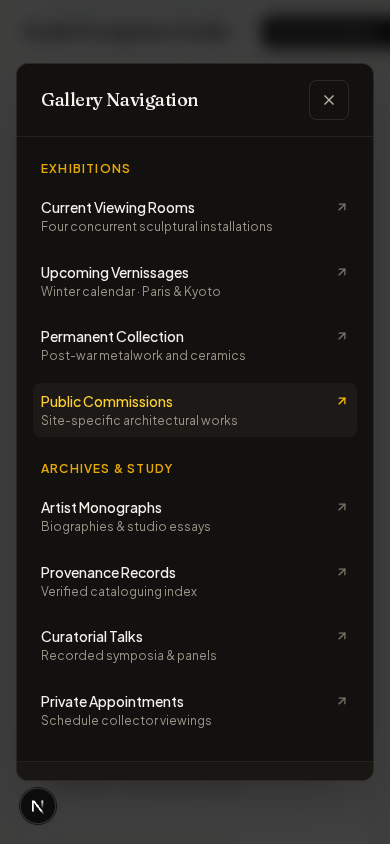 Gallery Navigation
EXHIBITIONS
Current Viewing Rooms
Four concurrent sculptural installations
Upcoming Vernissages
Winter calendar · Paris & Kyoto
Permanent Collection
Post-war metalwork and ceramics
Public Commissions
Site-specific architectural works
ARCHIVES & STUDY
Artist Monographs
Biographies & studio essays
Provenance Records
Verified cataloguing index
Curatorial Talks
Recorded symposia & panels
Private Appointments
Schedule collector viewings
N